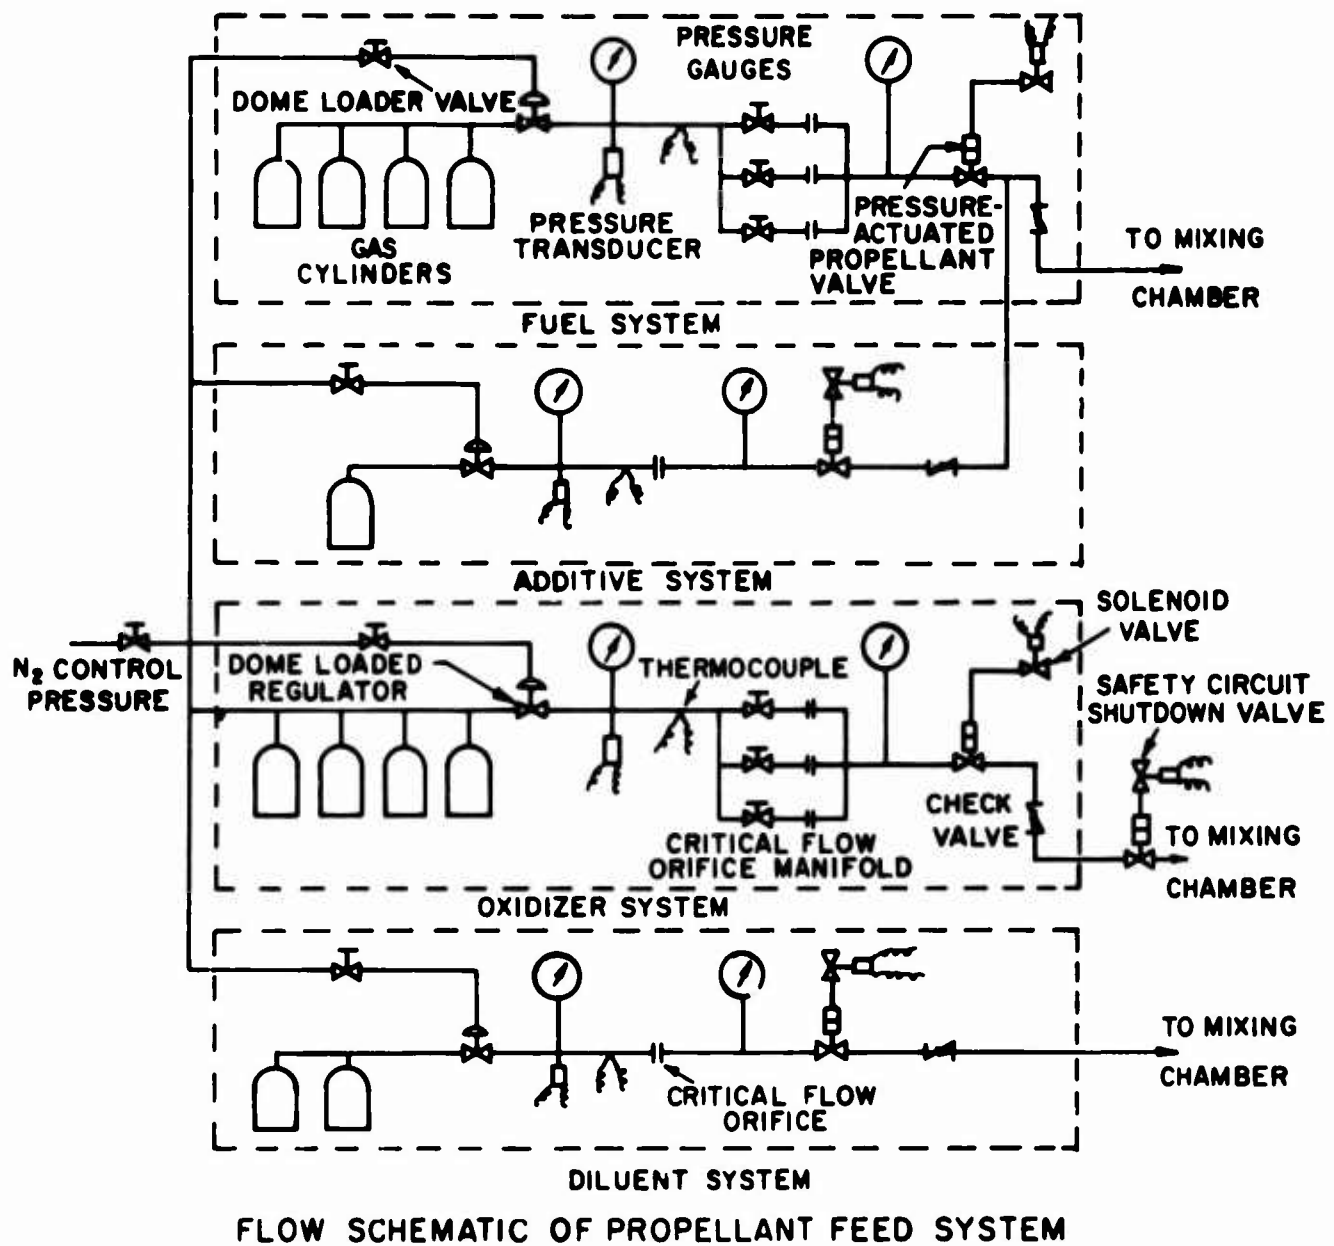 PRESSURE
GAUGES
DOME LOADER VALVE
PRESSURE
TRANSDUCER
GAS
CYLINDERS
PRESSURE-
ACTUATED
PROPELLANT
VALVE
TO MIXING
CHAMBER
FUEL SYSTEM
ADDITIVE SYSTEM
SOLENOID
VALVE
N₂ CONTROL
PRESSURE
DOME LOADED
REGULATOR
THERMOCOUPLE
SAFETY CIRCUIT
SHUTDOWN VALVE
CHECK
VALVE
CRITICAL FLOW
ORIFICE MANIFOLD
TO MIXING
CHAMBER
OXIDIZER SYSTEM
TO MIXING
CHAMBER
CRITICAL FLOW
ORIFICE
DILUENT SYSTEM
FLOW SCHEMATIC OF PROPELLANT FEED SYSTEM